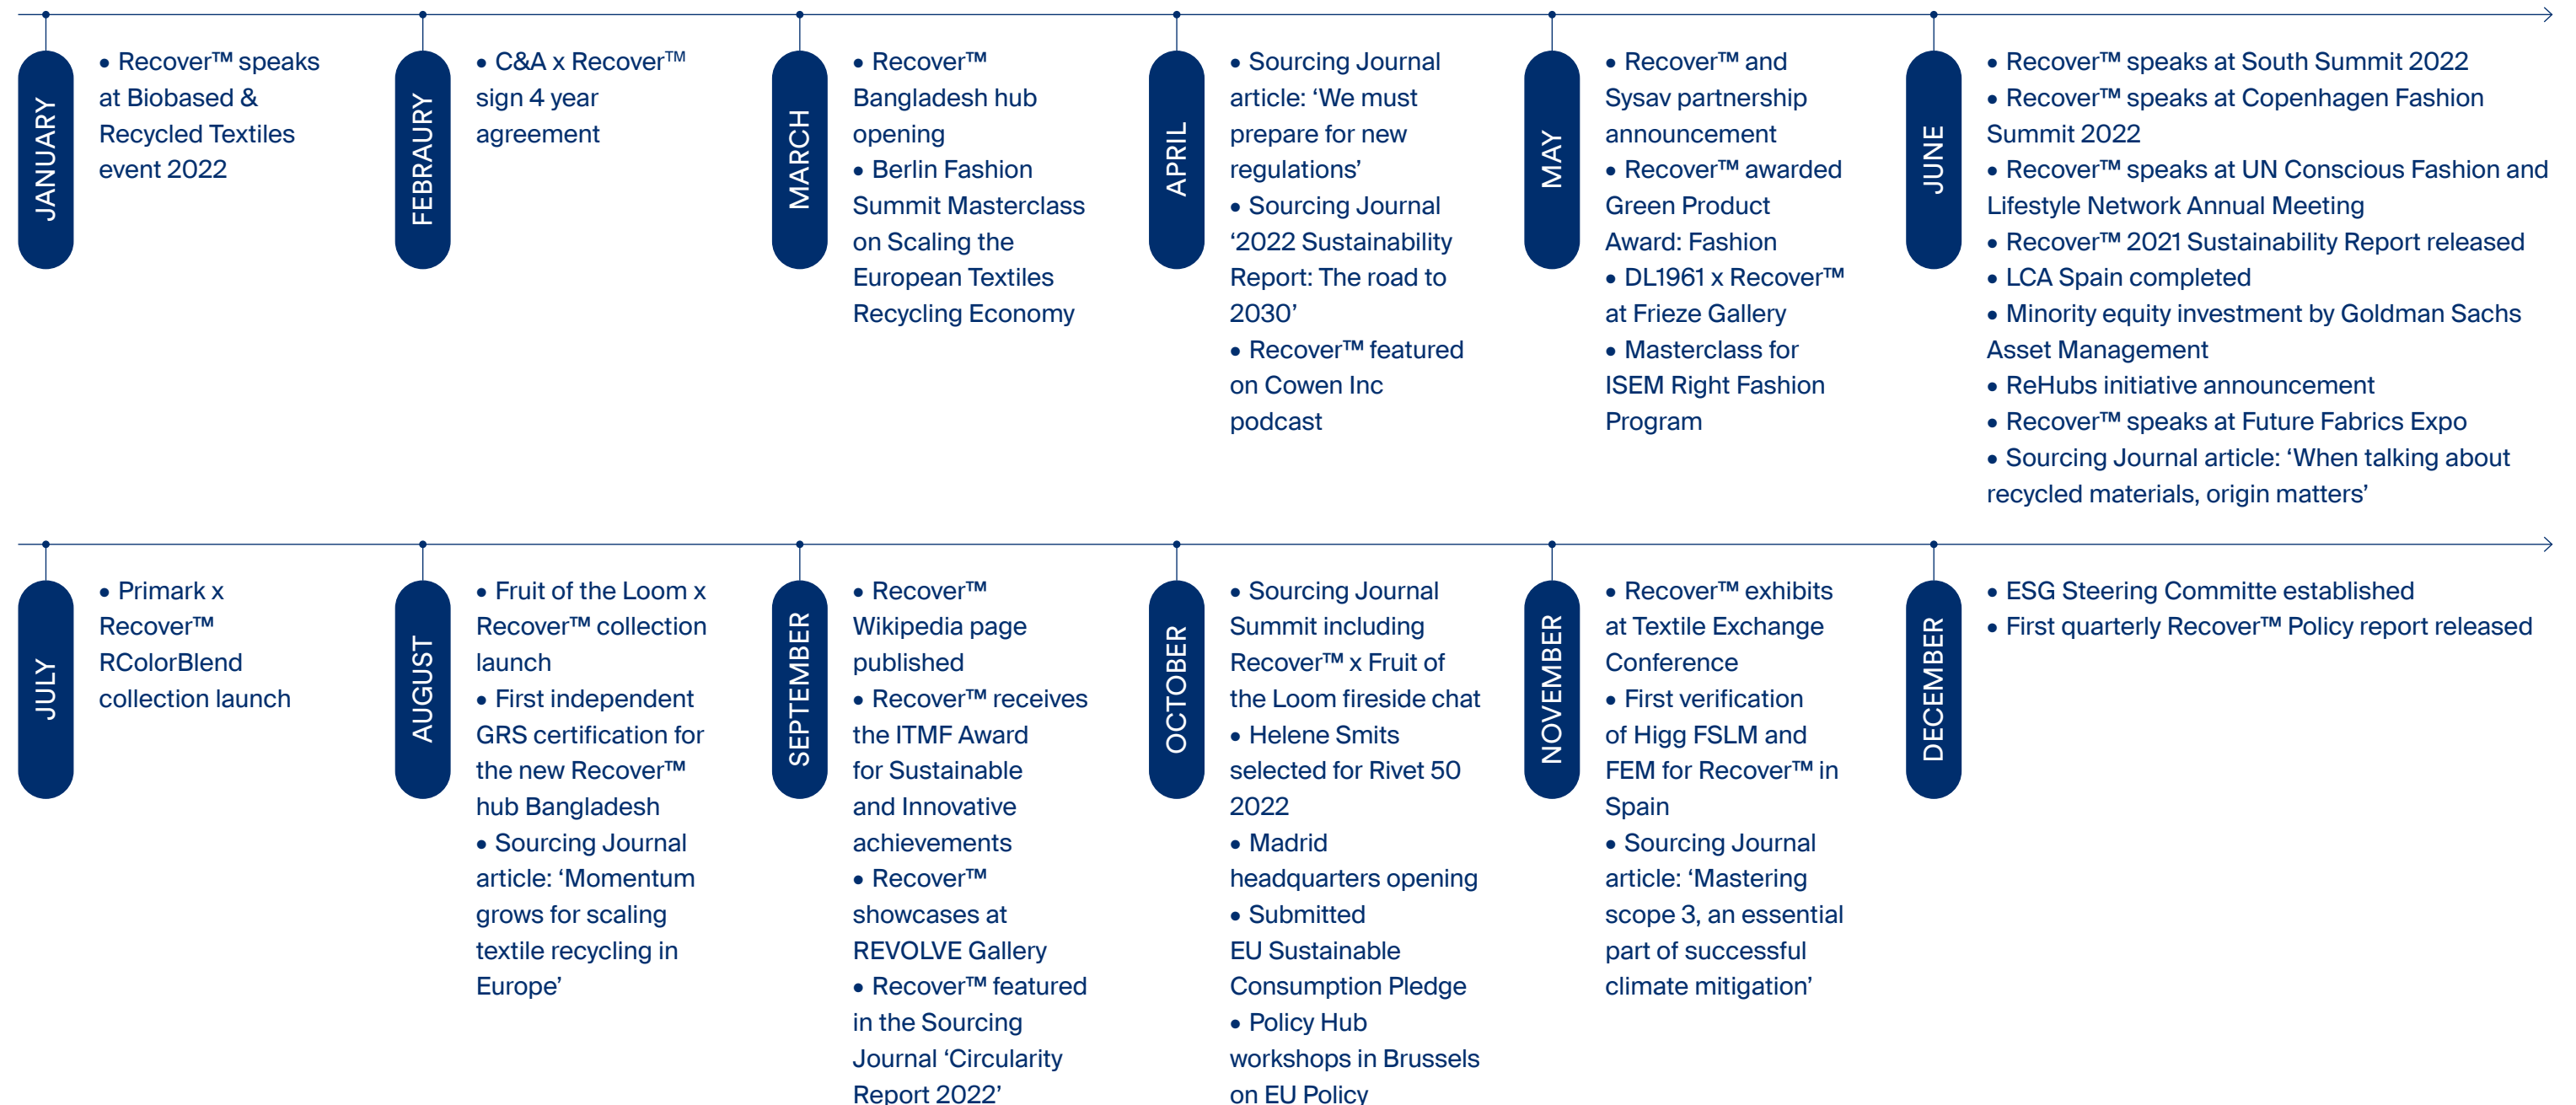 JANUARY
• Recover™ speaks
at Biobased &
Recycled Textiles
event 2022
FEBRAURY
• C&A x Recover™
sign 4 year
agreement
MARCH
• Recover™
Bangladesh hub
opening
• Berlin Fashion
Summit Masterclass
on Scaling the
European Textiles
Recycling Economy
APRIL
• Sourcing Journal
article: ‘We must
prepare for new
regulations’
• Sourcing Journal
‘2022 Sustainability
Report: The road to
2030’
• Recover™ featured
on Cowen Inc
podcast
MAY
• Recover™ and
Sysav partnership
announcement
• Recover™ awarded
Green Product
Award: Fashion
• DL1961 x Recover™
at Frieze Gallery
• Masterclass for
ISEM Right Fashion
Program
JUNE
• Recover™ speaks at South Summit 2022
• Recover™ speaks at Copenhagen Fashion
Summit 2022
• Recover™ speaks at UN Conscious Fashion and
Lifestyle Network Annual Meeting
• Recover™ 2021 Sustainability Report released
• LCA Spain completed
• Minority equity investment by Goldman Sachs
Asset Management
• ReHubs initiative announcement
• Recover™ speaks at Future Fabrics Expo
• Sourcing Journal article: ‘When talking about
recycled materials, origin matters’
JULY
• Primark x
Recover™
RColorBlend
collection launch
AUGUST
• Fruit of the Loom x
Recover™ collection
launch
• First independent
GRS certification for
the new Recover™
hub Bangladesh
• Sourcing Journal
article: ‘Momentum
grows for scaling
textile recycling in
Europe’
SEPTEMBER
• Recover™
Wikipedia page
published
• Recover™ receives
the ITMF Award
for Sustainable
and Innovative
achievements
• Recover™
showcases at
REVOLVE Gallery
• Recover™ featured
in the Sourcing
Journal ‘Circularity
Report 2022’
OCTOBER
• Sourcing Journal
Summit including
Recover™ x Fruit of
the Loom fireside chat
• Helene Smits
selected for Rivet 50
2022
• Madrid
headquarters opening
• Submitted
EU Sustainable
Consumption Pledge
• Policy Hub
workshops in Brussels
on EU Policy
NOVEMBER
• Recover™ exhibits
at Textile Exchange
Conference
• First verification
of Higg FSLM and
FEM for Recover™ in
Spain
• Sourcing Journal
article: ‘Mastering
scope 3, an essential
part of successful
climate mitigation’
DECEMBER
• ESG Steering Committe established
• First quarterly Recover™ Policy report released